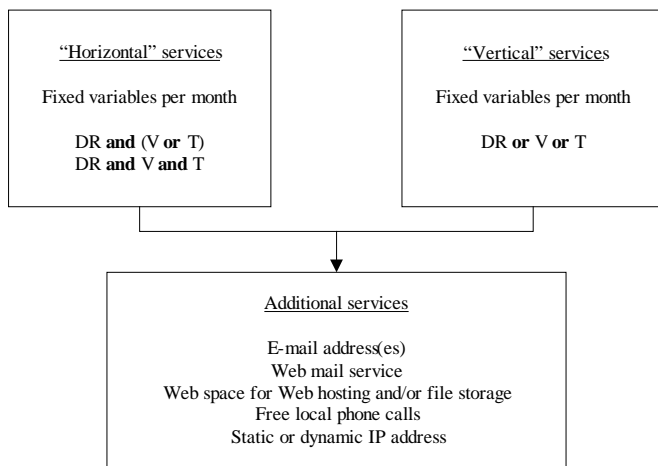 “Horizontal” services
Fixed variables per month
DR and (V or T)
DR and V and T
“Vertical” services
Fixed variables per month
DR or V or T
Additional services
E-mail address(es)
Web mail service
Web space for Web hosting and/or file storage
Free local phone calls
Static or dynamic IP address